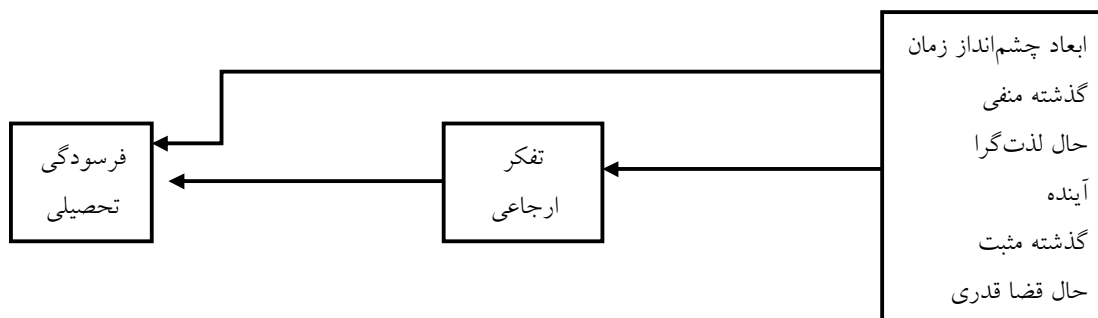 ابعاد چشم‌انداز زمان
گذشته منفی
حال لذت‌گرا
آینده
گذشته مثبت
حال قضا قدری
تفکر
ارجاعی
فرسودگی
تحصیلی